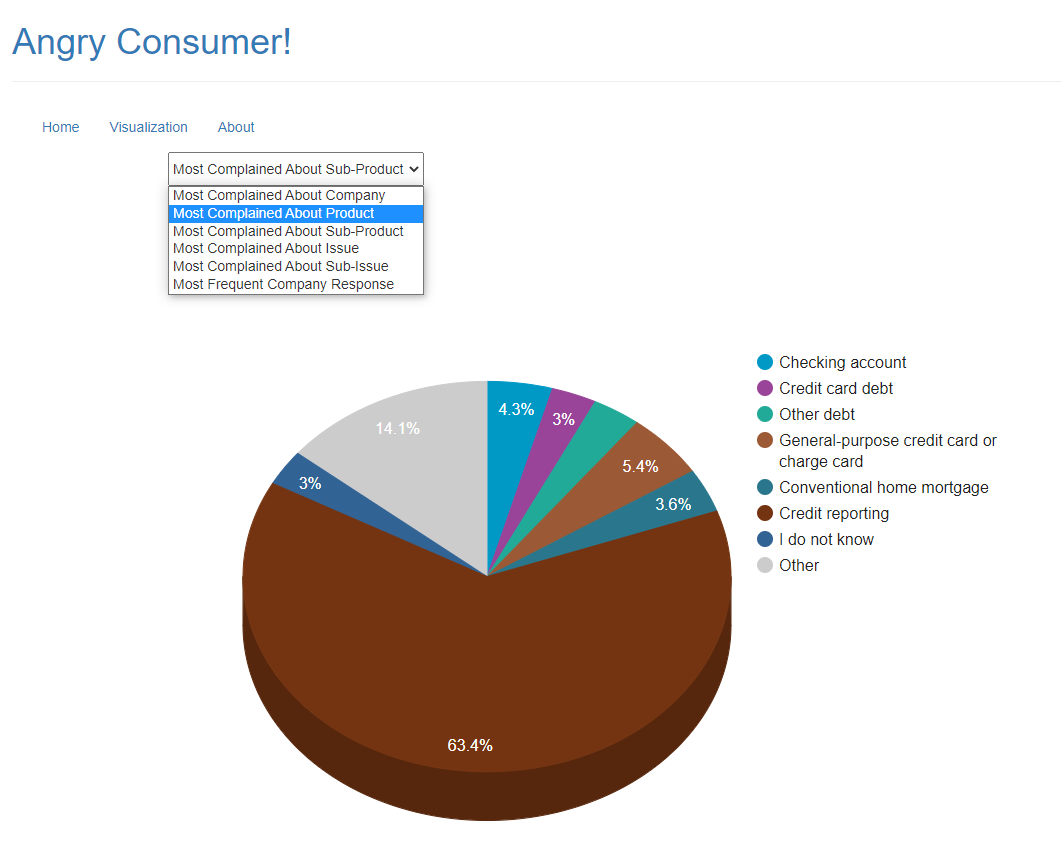 Angry Consumer!
Home Visualization About
Most Complained About Sub-Product
Most Complained About Company
Most Complained About Product
Most Complained About Sub-Product
Most Complained About Issue
Most Complained About Sub-Issue
Most Frequent Company Response
Checking account
Credit card debt
Other debt
General-purpose credit card or
charge card
Conventional home mortgage
Credit reporting
I do not know
Other
4.3%
3%
5.4%
3.6%
63.4%
3%
14.1%